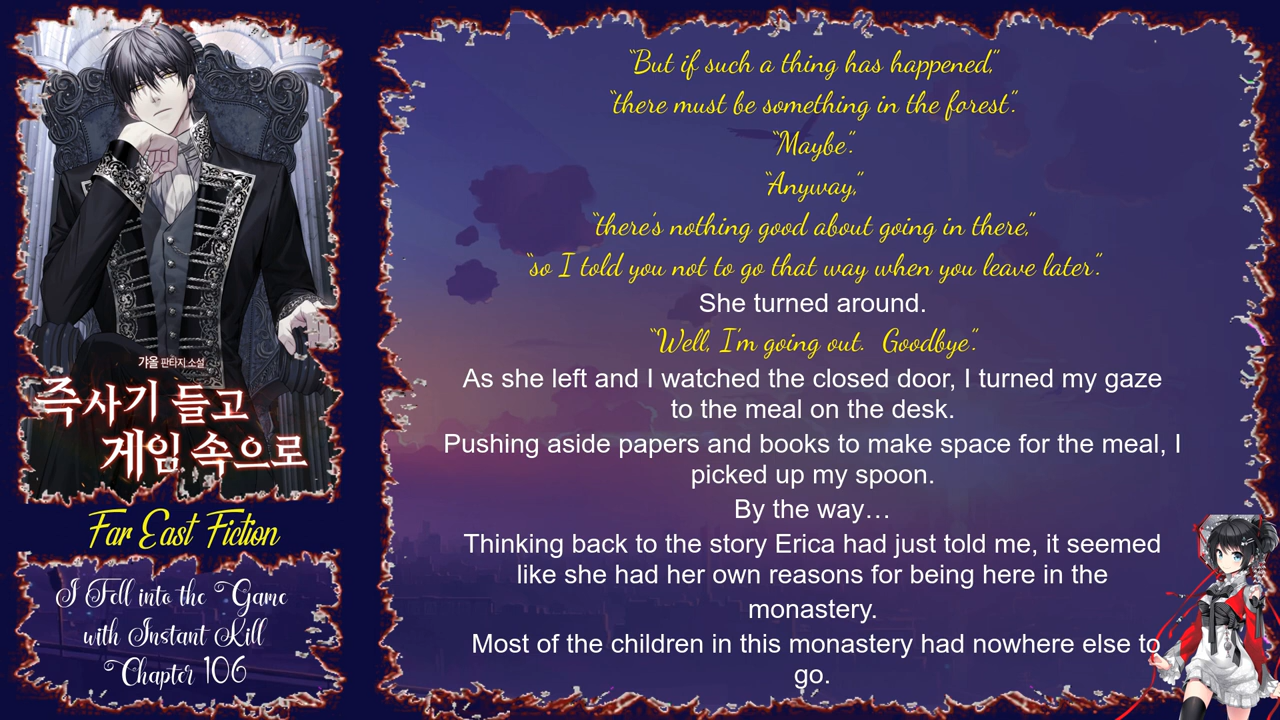 가올 판타지 소설
즉사기 들고
게임 속으로
Far East Fiction
I Fell into the Game
with Instant Kill
Chapter 106
“But if such a thing has happened,”
“there must be something in the forest”.
“Maybe”.
“Anyway,”
“there’s nothing good about going in there,”
“so I told you not to go that way when you leave later”.
She turned around.
“Well, I’m going out.  Goodbye”.
As she left and I watched the closed door, I turned my gaze
to the meal on the desk.
Pushing aside papers and books to make space for the meal, I
picked up my spoon.
By the way…
Thinking back to the story Erica had just told me, it seemed
like she had her own reasons for being here in the
monastery.
Most of the children in this monastery had nowhere else to
go.